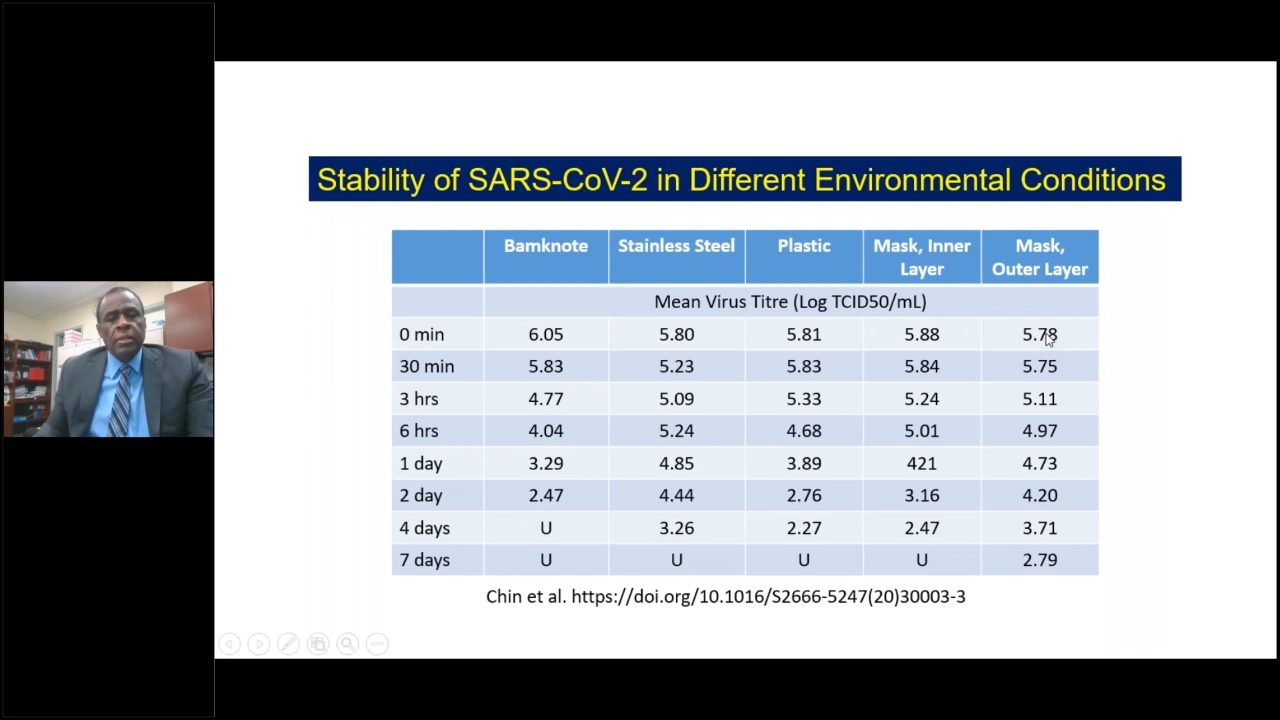 Stability of SARS-CoV-2 in Different Environmental Conditions
Bamknote Stainless Steel Plastic Mask, Inner Layer Mask, Outer Layer
Mean Virus Titre (Log TCID50/mL)
0 min 6.05 5.80 5.81 5.88 5.78
30 min 5.83 5.23 5.83 5.84 5.75
3 hrs 4.77 5.09 5.33 5.24 5.11
6 hrs 4.04 5.24 4.68 5.01 4.97
1 day 3.29 4.85 3.89 421 4.73
2 day 2.47 4.44 2.76 3.16 4.20
4 days U 3.26 2.27 2.47 3.71
7 days U U U U 2.79
Chin et al. https://doi.org/10.1016/S2666-5247(20)30003-3